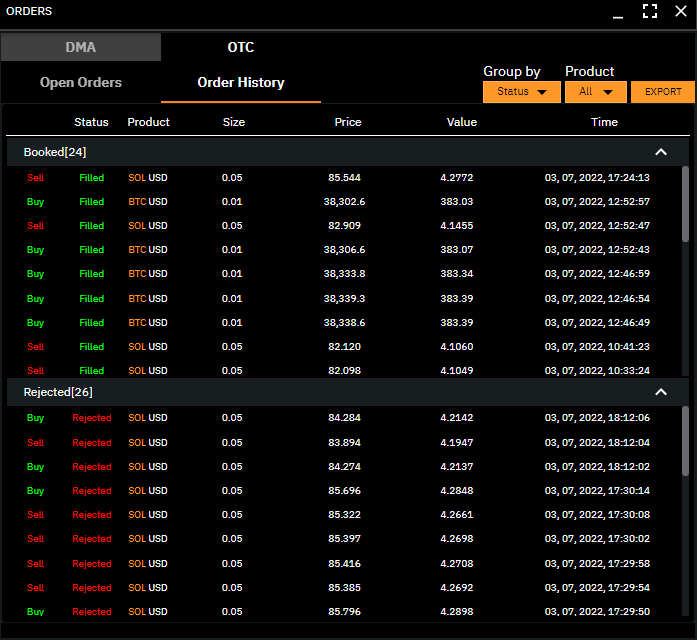 ORDERS
DMA OTC
Open Orders Order History
Group by Product
Status All EXPORT
Status Product Size Price Value Time
Booked[24]
Sell Filled SOL USD 0.05 85.544 4.2772 03, 07, 2022, 17:24:13
Buy Filled BTC USD 0.01 38,302.6 383.03 03, 07, 2022, 12:52:57
Sell Filled SOL USD 0.05 82.909 4.1455 03, 07, 2022, 12:52:47
Buy Filled BTC USD 0.01 38,306.6 383.07 03, 07, 2022, 12:52:43
Buy Filled BTC USD 0.01 38,333.8 383.34 03, 07, 2022, 12:46:59
Buy Filled BTC USD 0.01 38,339.3 383.39 03, 07, 2022, 12:46:54
Buy Filled BTC USD 0.01 38,338.6 383.39 03, 07, 2022, 12:46:49
Sell Filled SOL USD 0.05 82.120 4.1060 03, 07, 2022, 10:41:23
Sell Filled SOL USD 0.05 82.098 4.1049 03, 07, 2022, 10:33:24
Rejected[26]
Buy Rejected SOL USD 0.05 84.284 4.2142 03, 07, 2022, 18:12:06
Sell Rejected SOL USD 0.05 83.894 4.1947 03, 07, 2022, 18:12:04
Buy Rejected SOL USD 0.05 84.274 4.2137 03, 07, 2022, 18:12:02
Buy Rejected SOL USD 0.05 85.696 4.2848 03, 07, 2022, 17:30:14
Sell Rejected SOL USD 0.05 85.322 4.2661 03, 07, 2022, 17:30:08
Sell Rejected SOL USD 0.05 85.397 4.2698 03, 07, 2022, 17:30:02
Sell Rejected SOL USD 0.05 85.416 4.2708 03, 07, 2022, 17:29:58
Sell Rejected SOL USD 0.05 85.385 4.2692 03, 07, 2022, 17:29:54
Buy Rejected SOL USD 0.05 85.796 4.2898 03, 07, 2022, 17:29:50